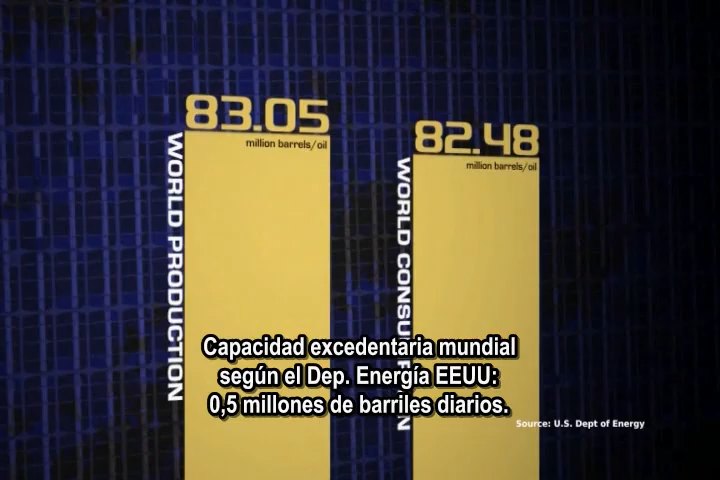 83.05
million barrels/oil
WORLD PRODUCTION
82.48
million barrels/oil
WORLD
Capacidad excedentaria mundial
según el Dep. Energía EEUU:
0,5 millones de barriles diarios.
Source: U.S. Dept of Energy